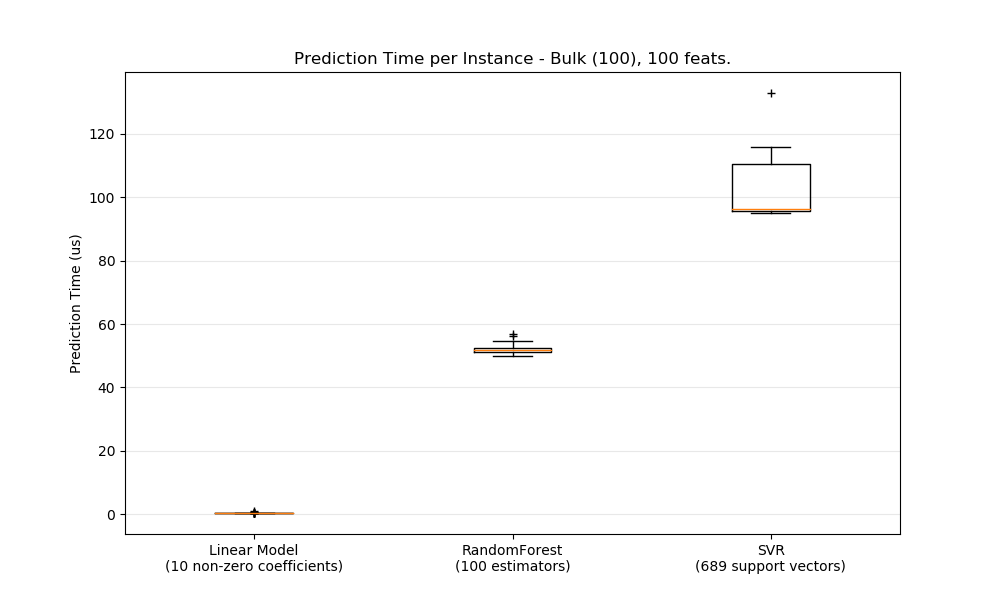 Prediction Time per Instance - Bulk (100), 100 feats.
Prediction Time (us)
120
100
80
60
40
20
0
Linear Model
(10 non-zero coefficients)
RandomForest
(100 estimators)
SVR
(689 support vectors)